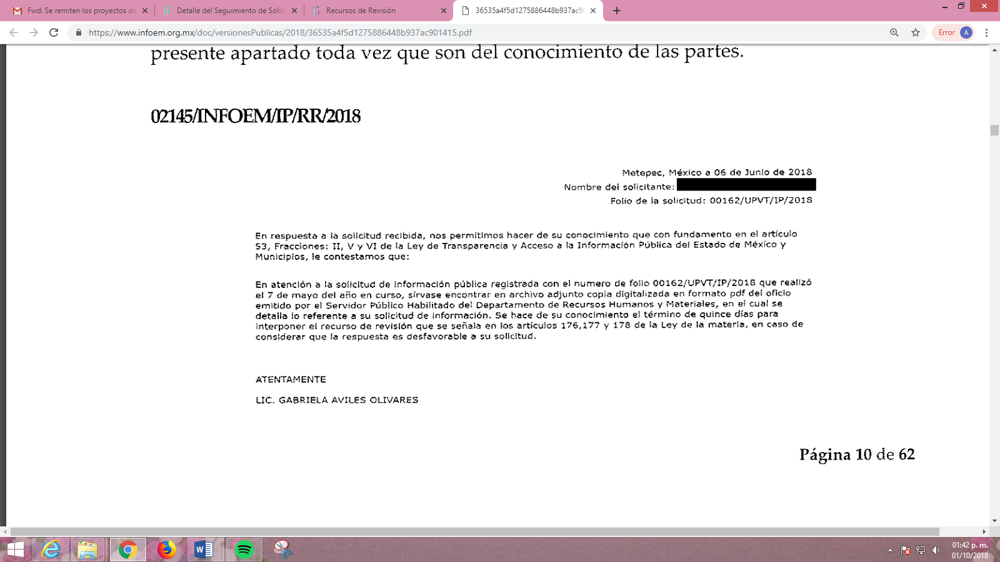 Fwd: Se remiten los proyectos de
Detalle del Seguimiento de Solici
Recursos de Revisión
36535a4f5d1275886448b937ac90
https://www.infoem.org.mx/doc/versionesPublicas/2018/36535a4f5d1275886448b937ac901415.pdf
Error
A
presente apartado toda vez que son del conocimiento de las partes.
02145/INFOEM/IP/RR/2018
Metepec, México a 06 de Junio de 2018
Nombre del solicitante:
Folio de la solicitud: 00162/UPVT/IP/2018
En respuesta a la solicitud recibida, nos permitimos hacer de su conocimiento que con fundamento en el artículo
53, Fracciones: II, V y VI de la Ley de Transparencia y Acceso a la Información Pública del Estado de México y
Municipios, le contestamos que:
En atención a la solicitud de información pública registrada con el numero de folio 00162/UPVT/IP/2018 que realizó
el 7 de mayo del año en curso, sírvase encontrar en archivo adjunto copia digitalizada en formato pdf del oficio
emitido por el Servidor Público Habilitado del Departamento de Recursos Humanos y Materiales, en el cual se
detalla lo referente a su solicitud de información. Se hace de su conocimiento el término de quince días para
interponer el recurso de revisión que se señala en los artículos 176,177 y 178 de la Ley de la materia, en caso de
considerar que la respuesta es desfavorable a su solicitud.
ATENTAMENTE
LIC. GABRIELA AVILES OLIVARES
Página 10 de 62
01:42 p. m.
01/10/2018